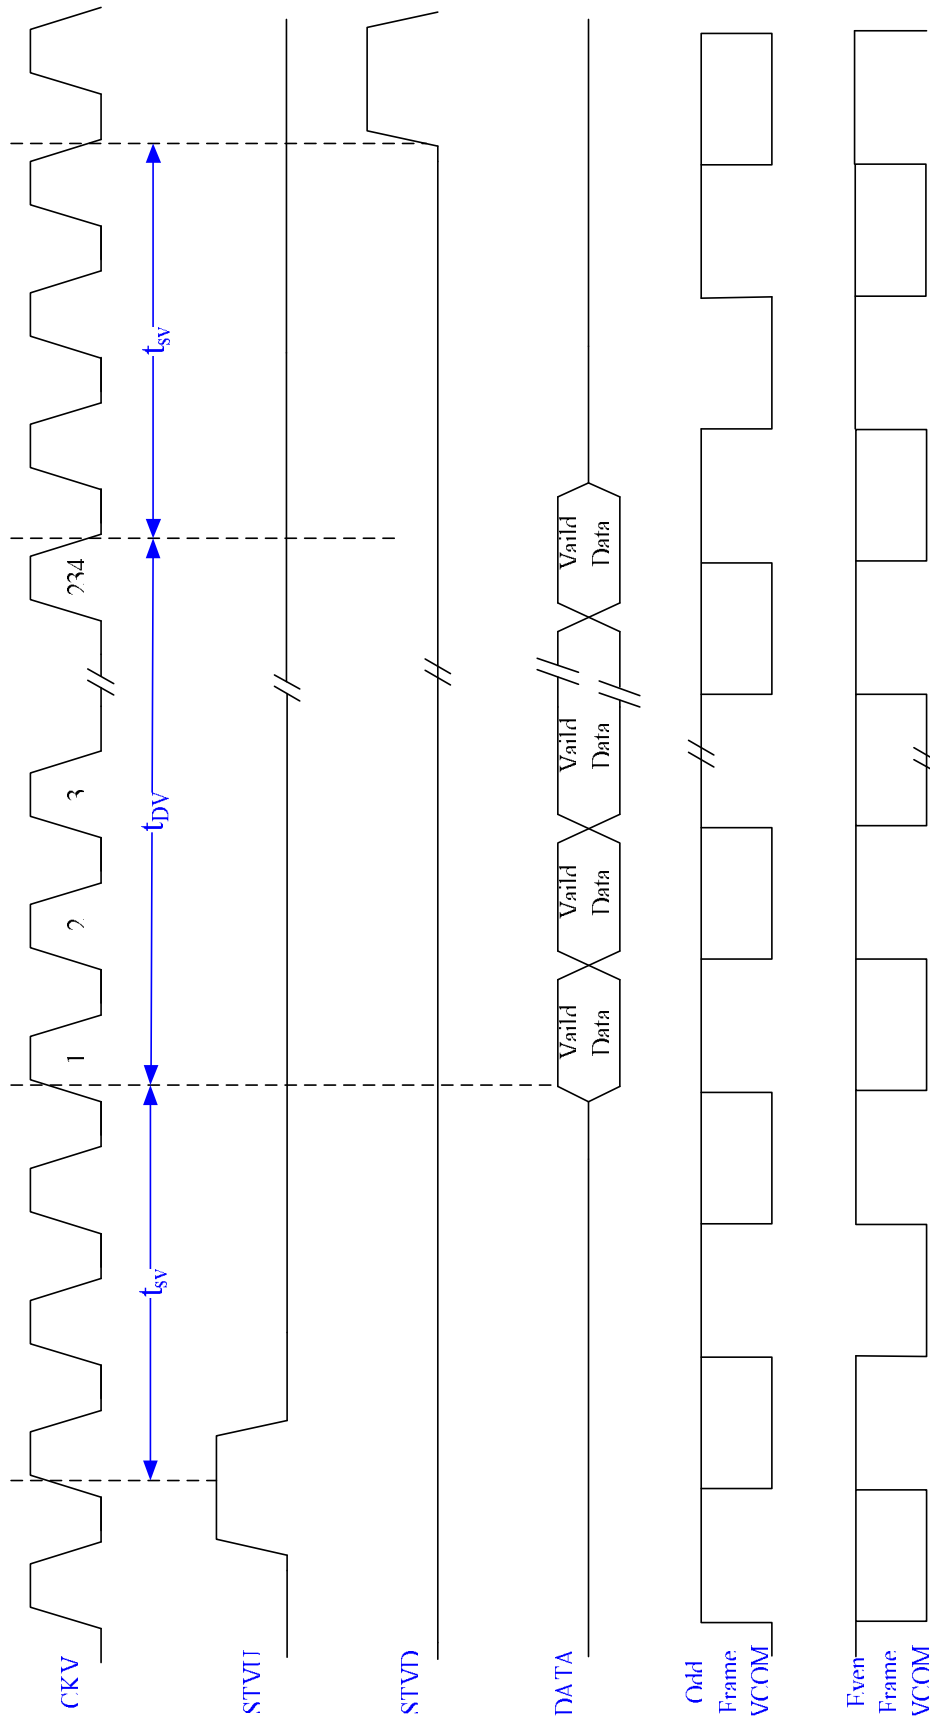 CKV
1
2
3
234
tsv
tDV
tsv
STVU
STVD
DATA
Vaild
Data
Vaild
Data
Vaild
Data
Vaild
Data
Odd
Frame
VCOM
Even
Frame
VCOM